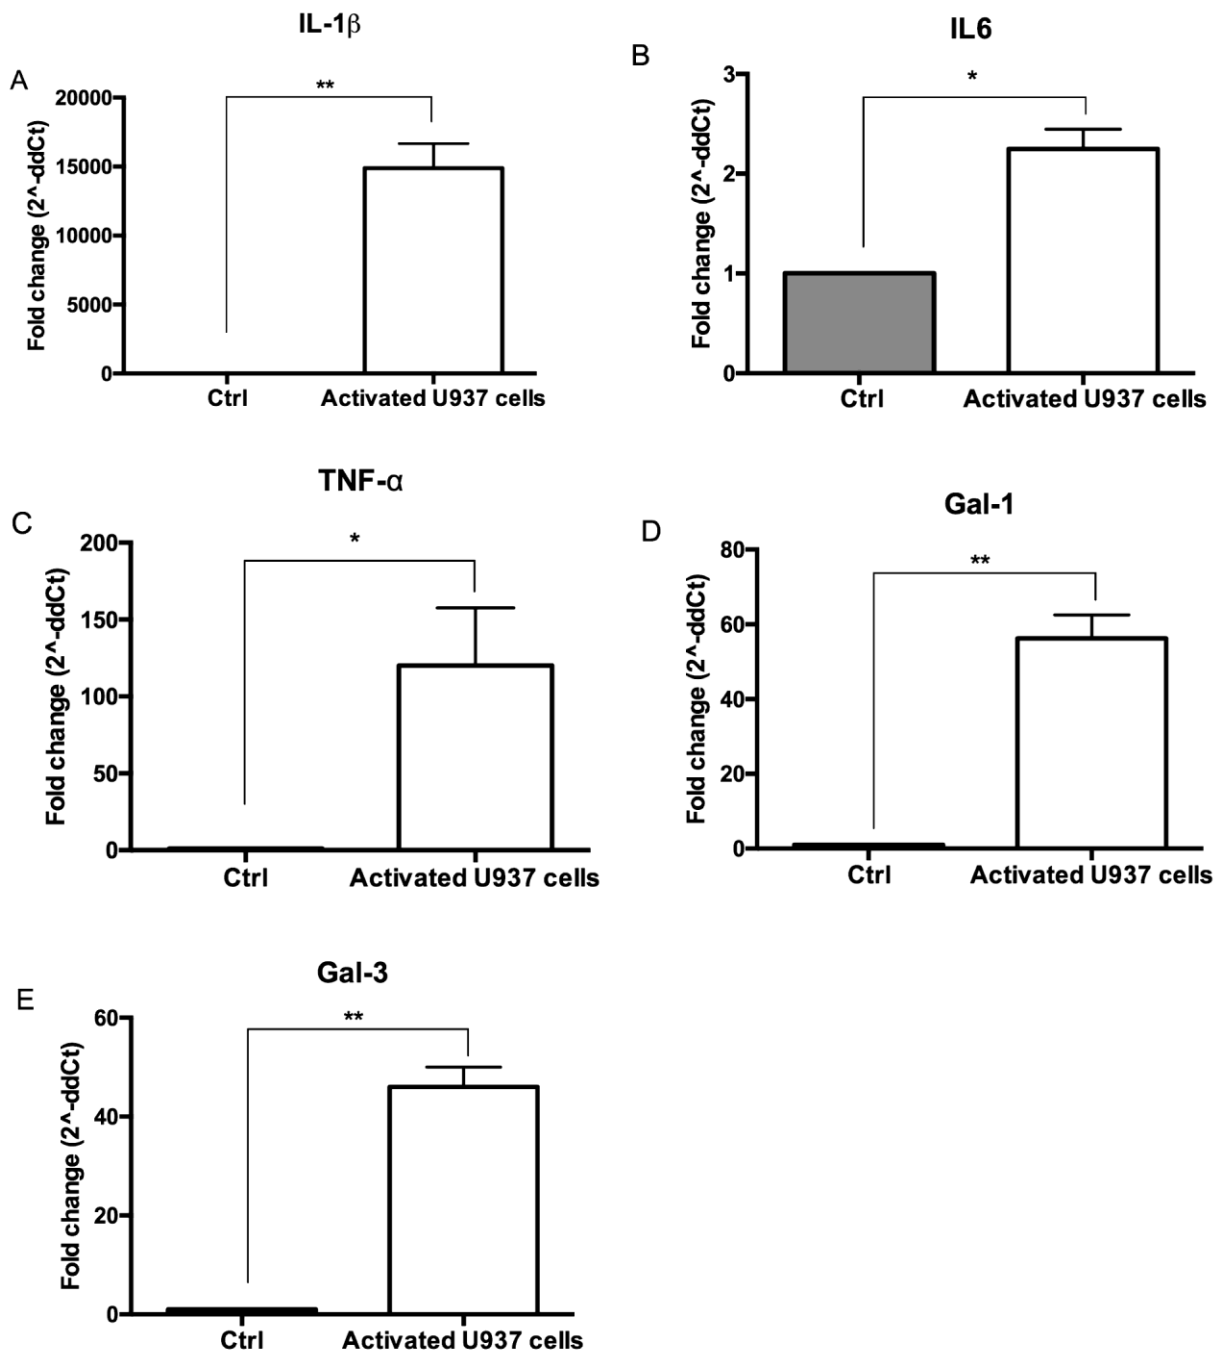 IL-1β
A
**
Fold change (2^-ddCt)
20000
15000
10000
5000
0
Ctrl
Activated U937 cells
IL6
B
*
Fold change (2^-ddCt)
3
2
1
0
Ctrl
Activated U937 cells
TNF-α
C
*
Fold change (2^-ddCt)
200
150
100
50
0
Ctrl
Activated U937 cells
Gal-1
D
**
Fold change (2^-ddCt)
80
60
40
20
0
Ctrl
Activated U937 cells
Gal-3
E
**
Fold change (2^-ddCt)
60
40
20
0
Ctrl
Activated U937 cells